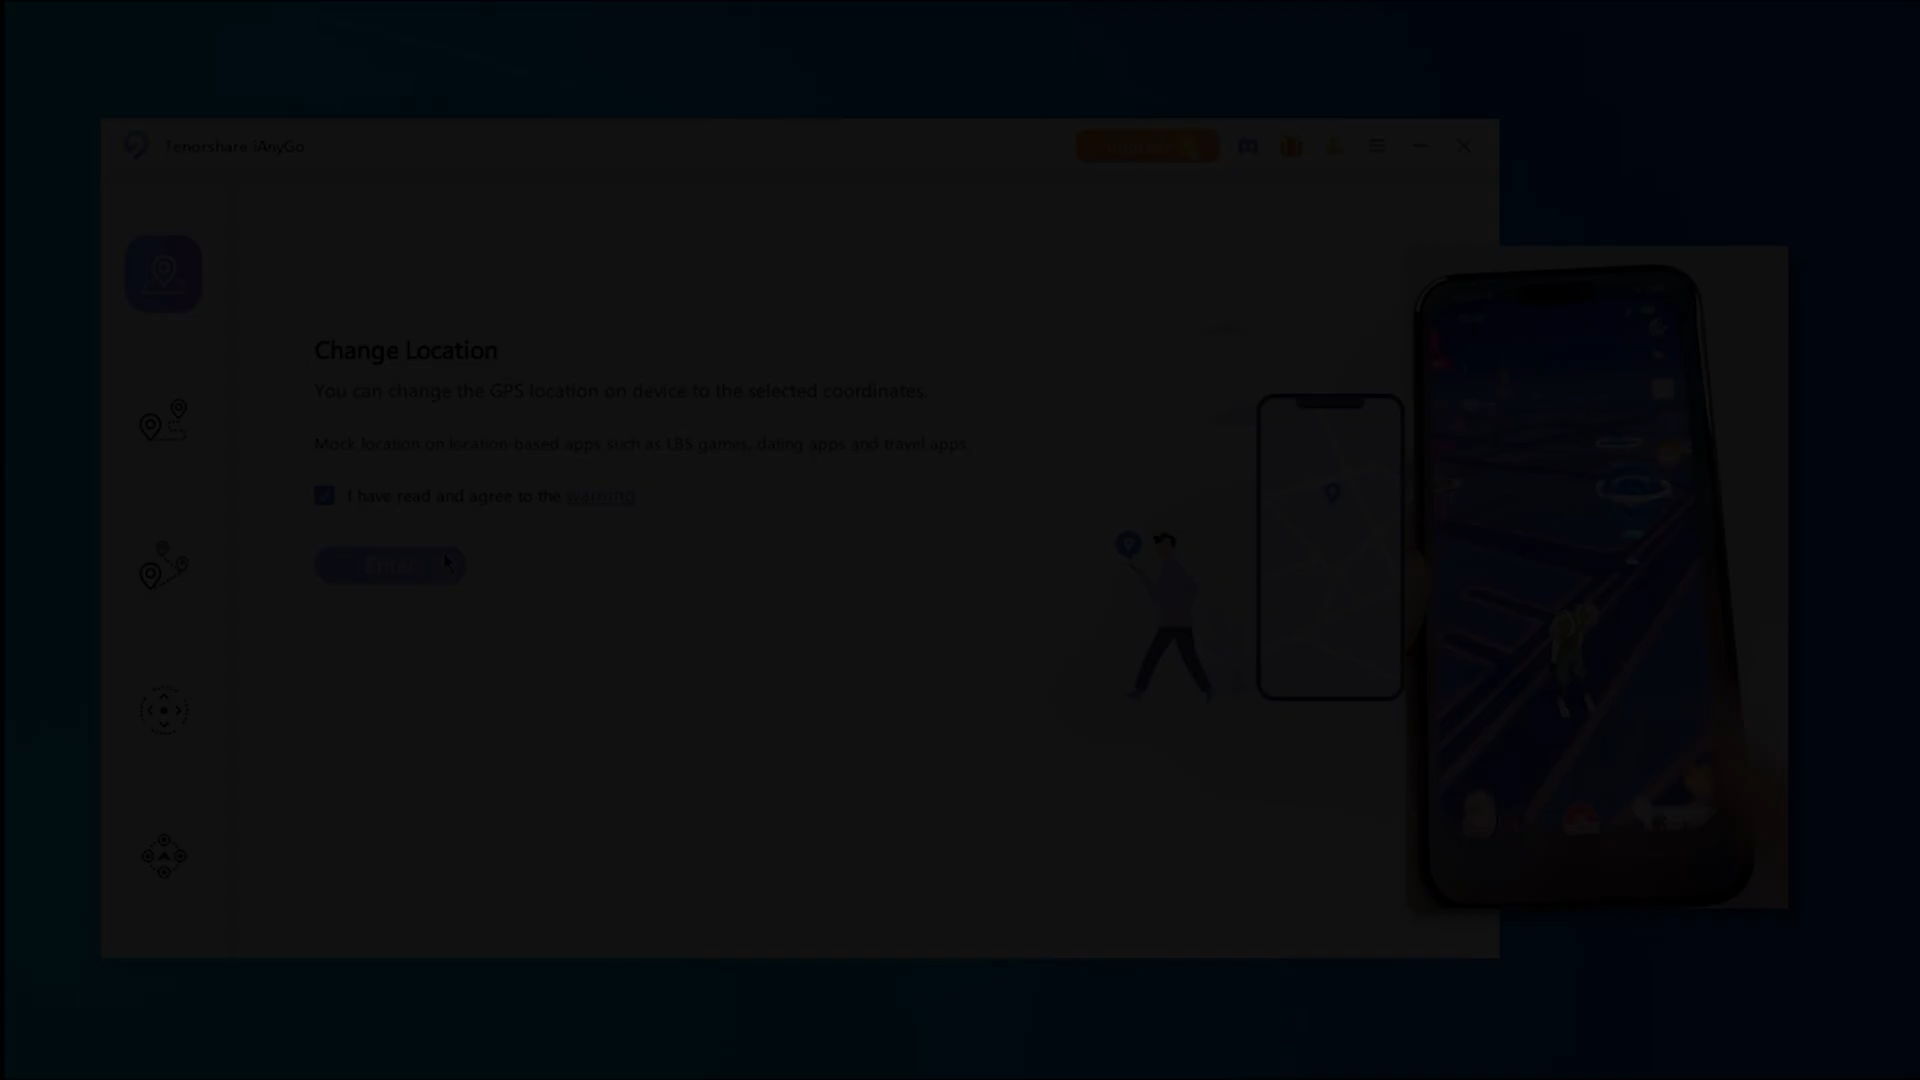 Tenorshare iAnyGo
Upgrade
Change Location
You can change the GPS location on device to the selected coordinates.
Mock location on location-based apps such as LBS games, dating apps and travel apps.
I have read and agree to the warning
Enter